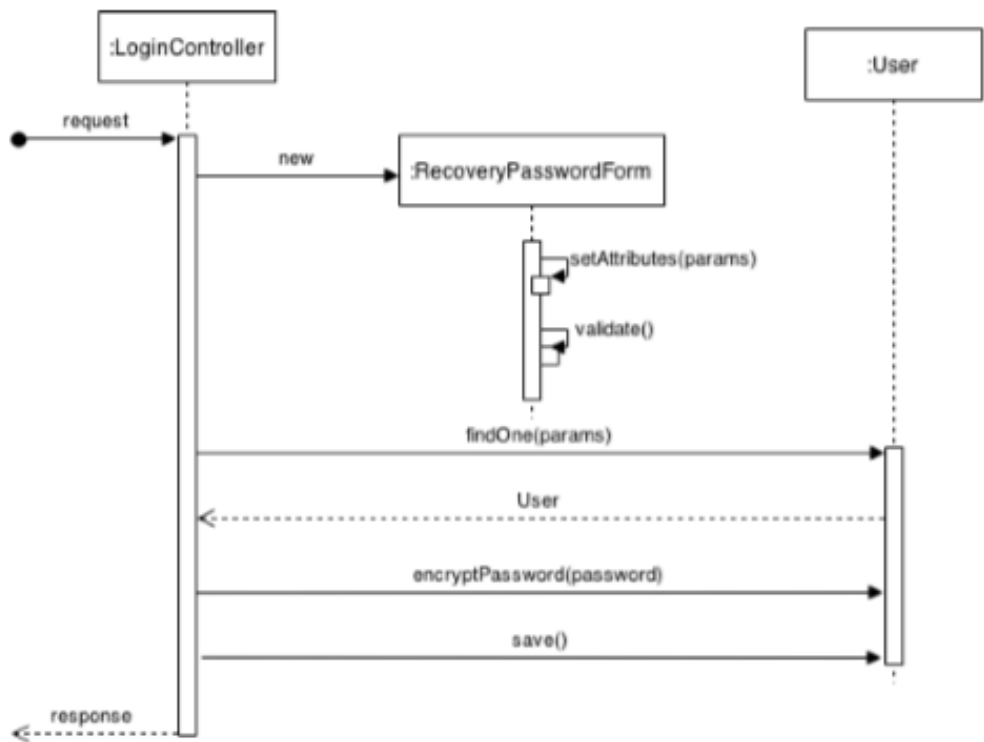 :LoginController
:User
request
new
:RecoveryPasswordForm
setAttributes(params)
validate()
findOne(params)
User
encryptPassword(password)
save()
response